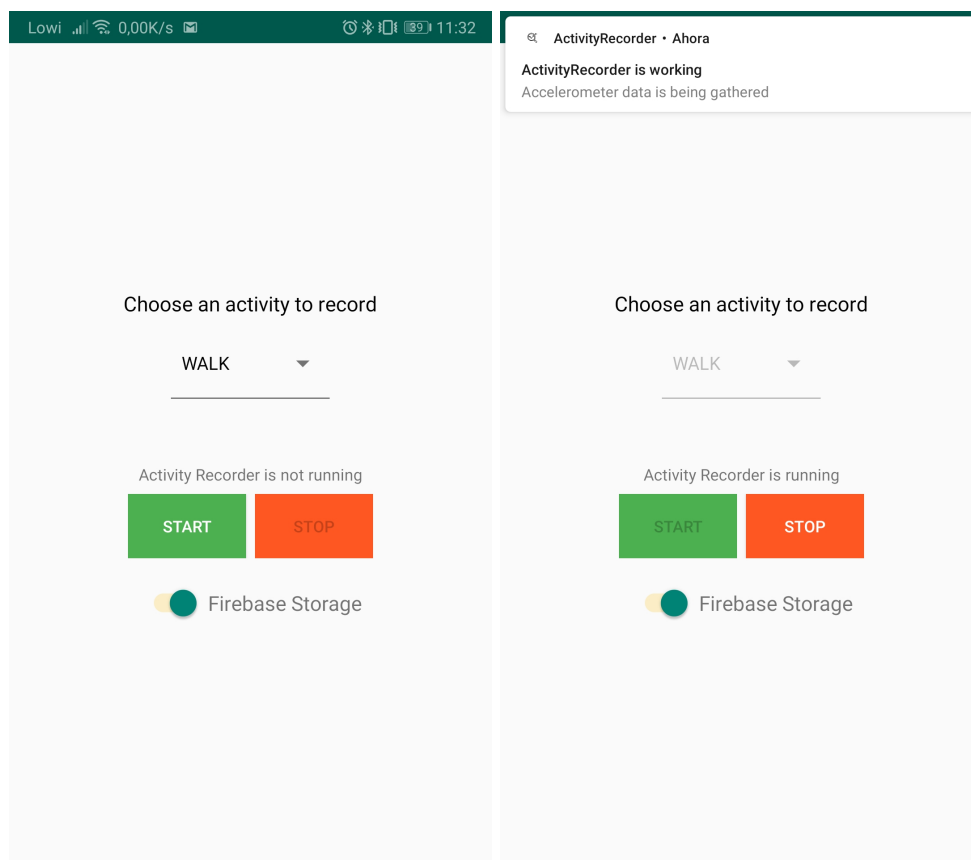 Lowi 0,00K/s 39 11:32
Choose an activity to record
WALK
Activity Recorder is not running
START STOP
Firebase Storage
ActivityRecorder • Ahora
ActivityRecorder is working
Accelerometer data is being gathered
Choose an activity to record
WALK
Activity Recorder is running
START STOP
Firebase Storage